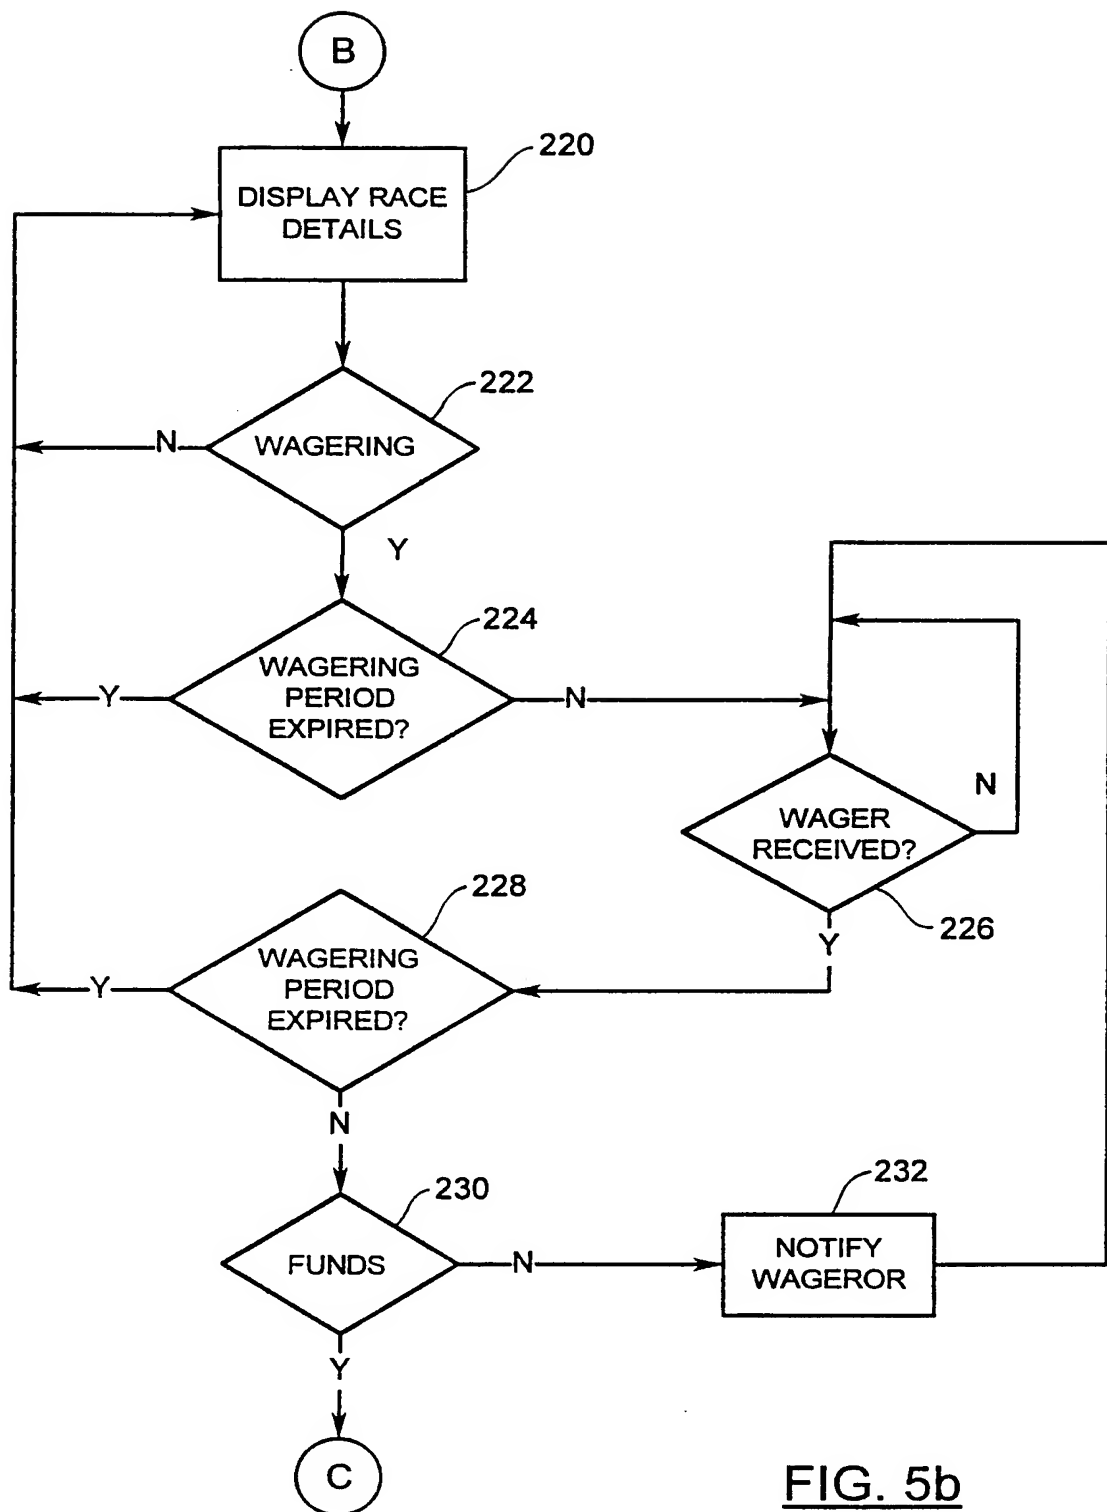 B
220
DISPLAY RACE
DETAILS
222
WAGERING
N
Y
224
WAGERING
PERIOD
EXPIRED?
Y
N
WAGER
RECEIVED?
N
226
Y
228
WAGERING
PERIOD
EXPIRED?
Y
N
230
FUNDS
N
232
NOTIFY
WAGEROR
Y
C
FIG. 5b